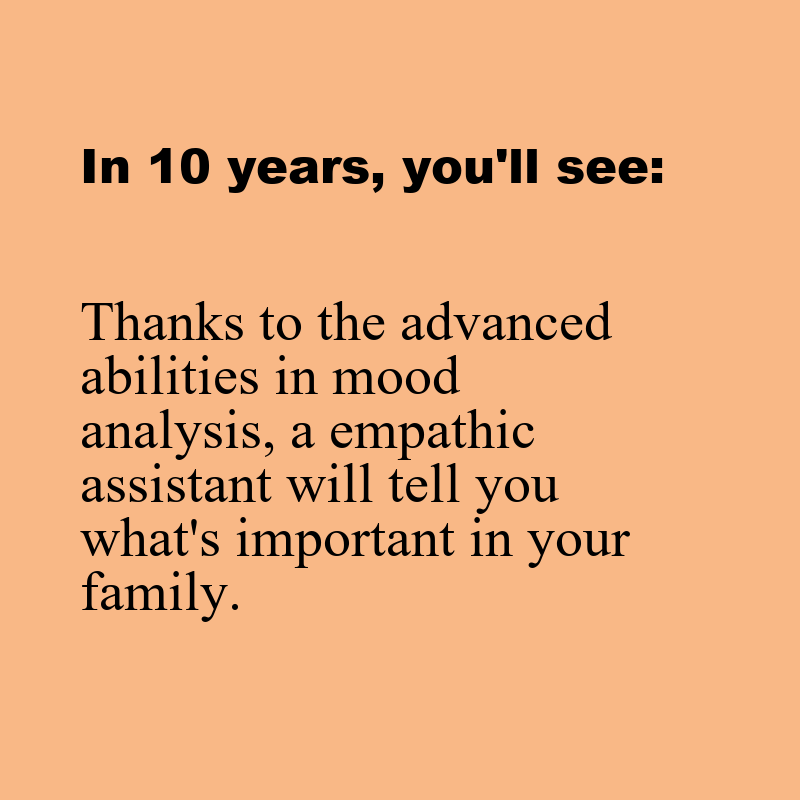 In 10 years, you'll see:
Thanks to the advanced
abilities in mood
analysis, a empathic
assistant will tell you
what's important in your
family.